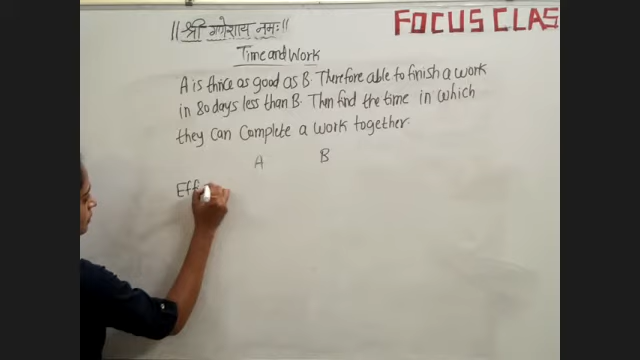 ||श्री गणेशाय नमः||
FOCUS CLAS
Time and Work
A is thrice as good as B. Therefore able to finish a work
in 80 days less than B. Then find the time in which
they can complete a work together.
A B
Eff